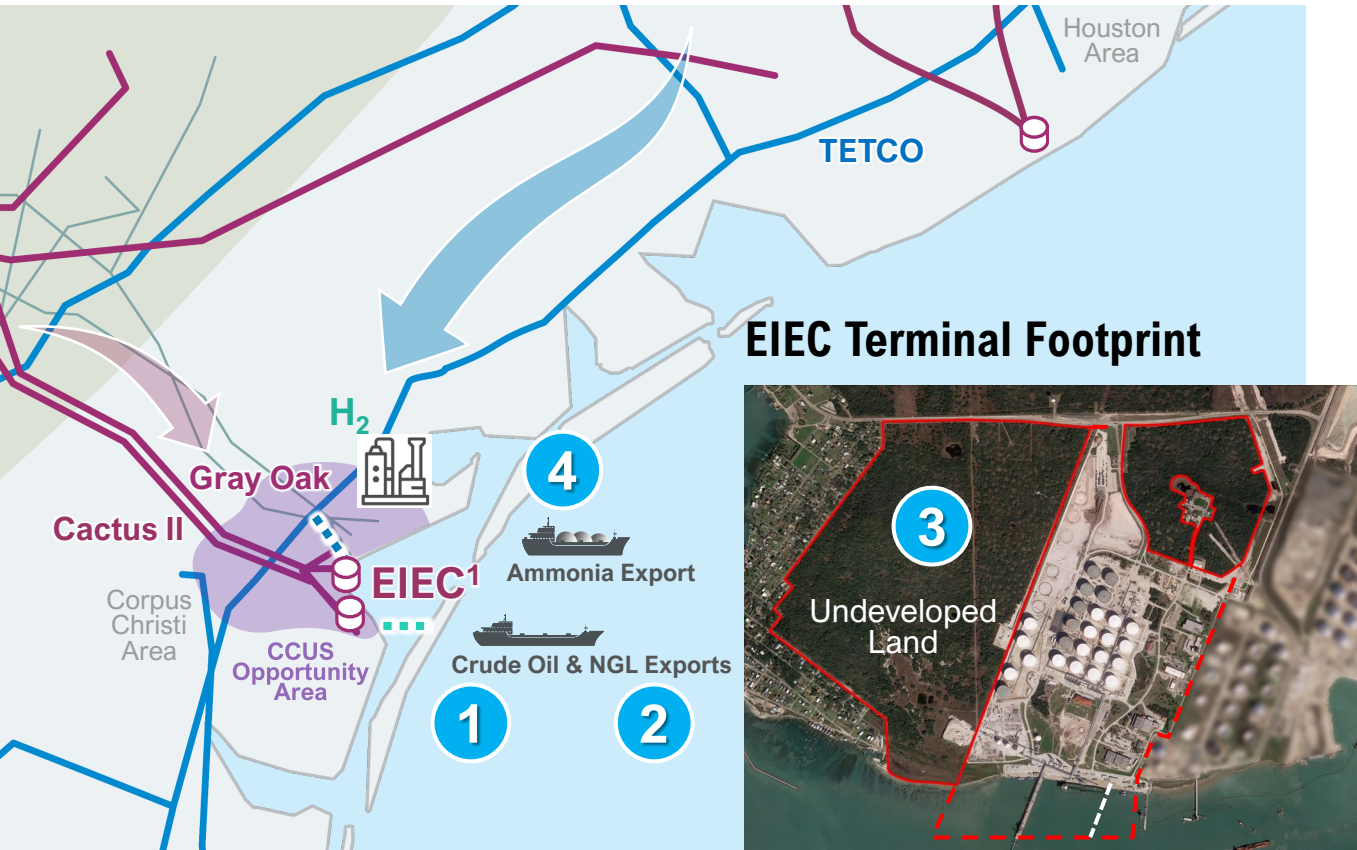 Houston
Area
TETCO
EIEC Terminal Footprint
H₂
Gray Oak
4
Cactus II
3
Ammonia Export
EIEC¹
Undeveloped
Land
Corpus
Christi
Area
CCUS
Opportunity
Area
Crude Oil & NGL Exports
1
2